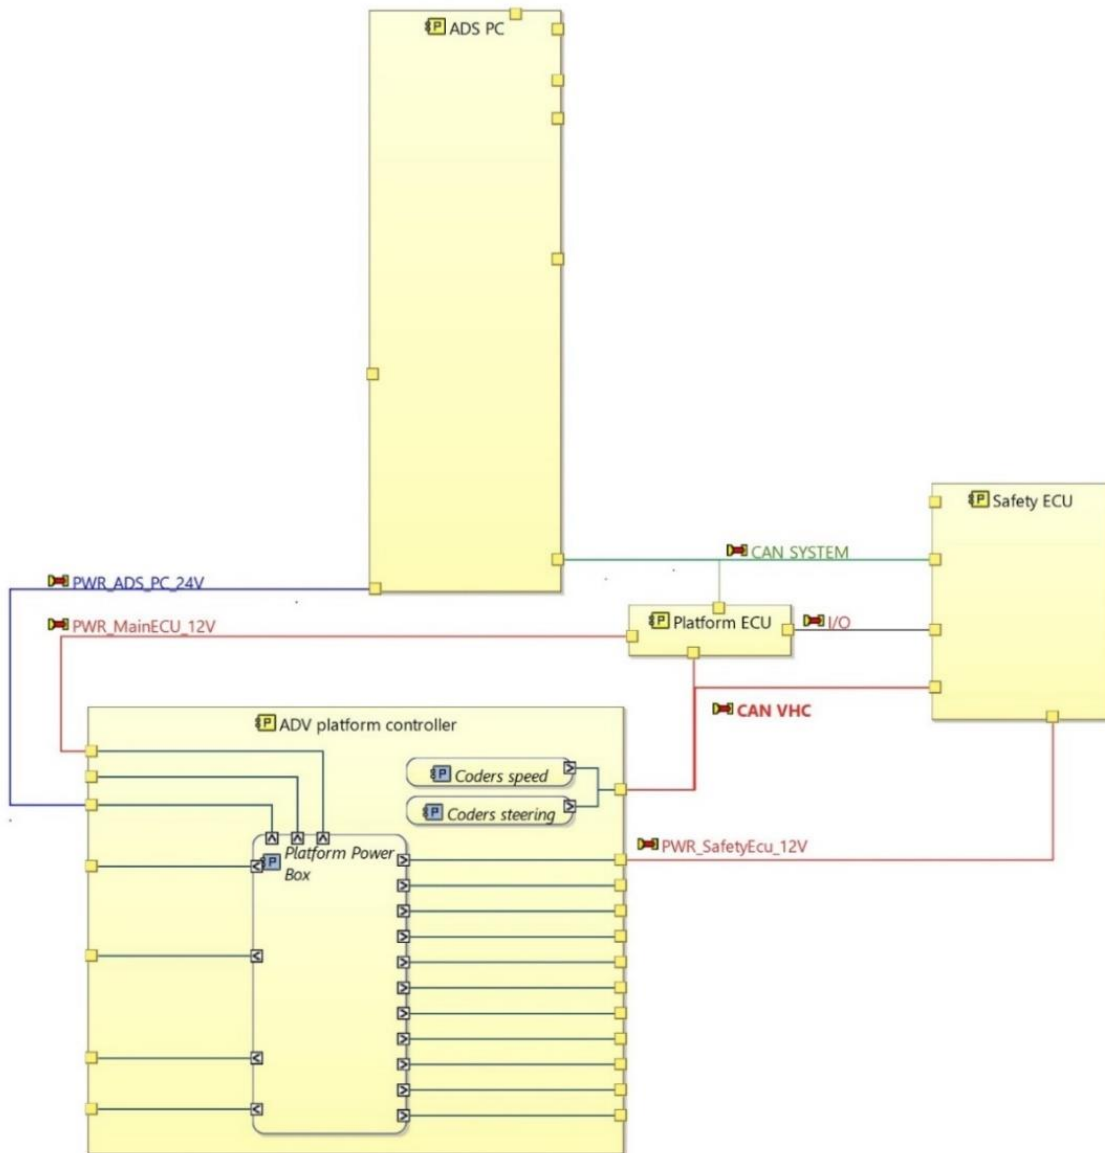 ADS PC
Safety ECU
CAN SYSTEM
PWR_ADS_PC_24V
PWR_MainECU_12V
Platform ECU
I/O
CAN VHC
ADV platform controller
Coders speed
Coders steering
PWR_SafetyEcu_12V
Platform Power
Box